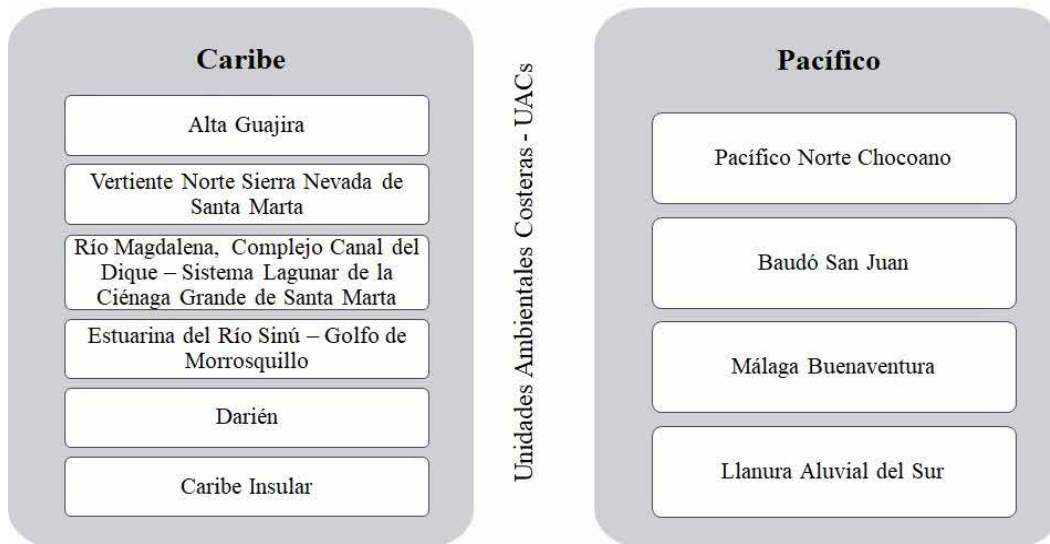 Caribe
Alta Guajira
Vertiente Norte Sierra Nevada de
Santa Marta
Río Magdalena, Complejo Canal del
Dique – Sistema Lagunar de la
Ciénaga Grande de Santa Marta
Estuarina del Río Sinú – Golfo de
Morrosquillo
Darién
Caribe Insular
Unidades Ambientales Costeras - UACs
Pacífico
Pacífico Norte Chocoano
Baudó San Juan
Málaga Buenaventura
Llanura Aluvial del Sur